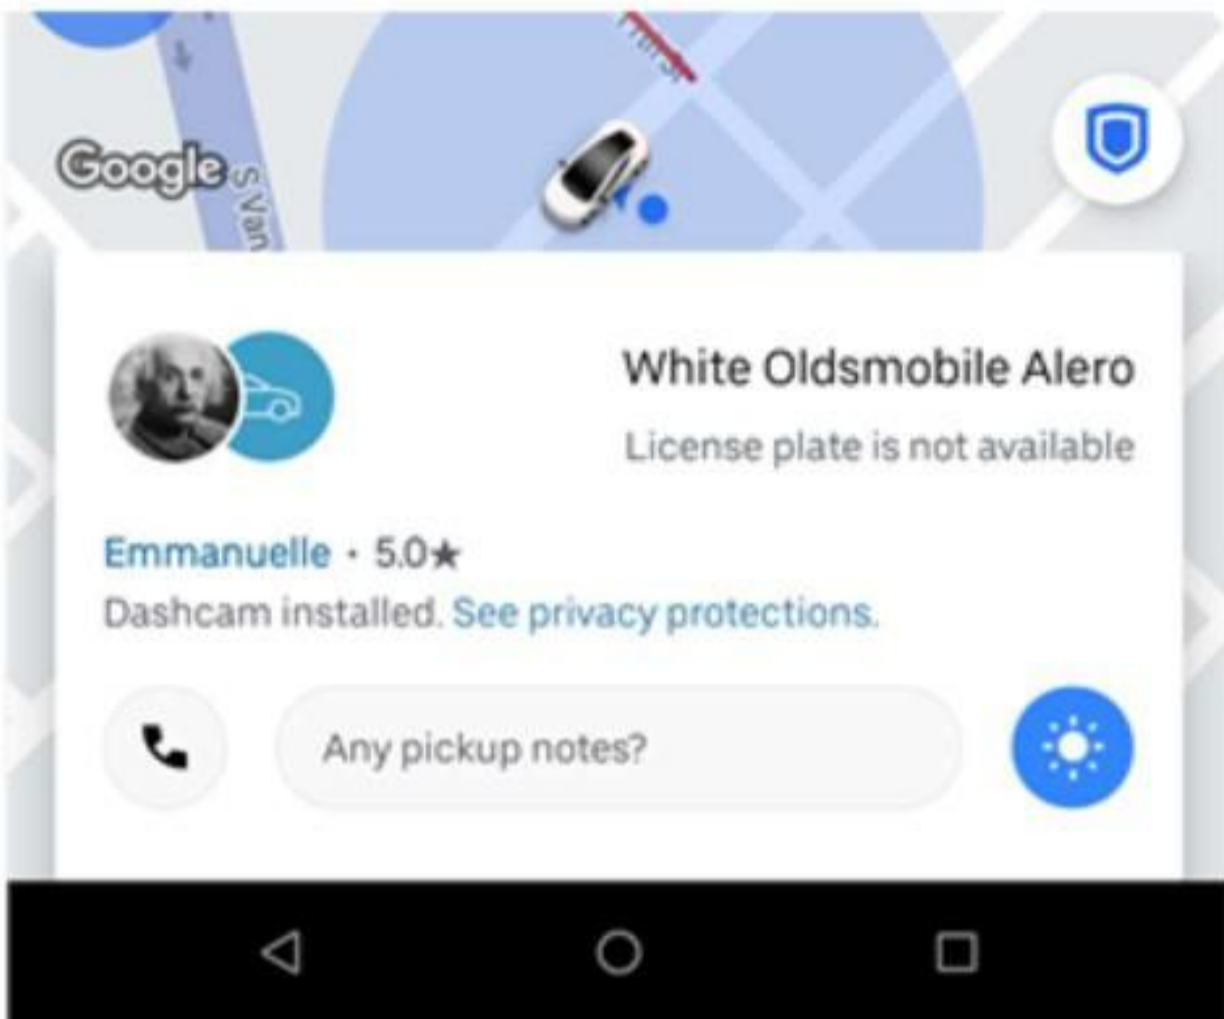 Google
S Van
White Oldsmobile Alero
License plate is not available
Emmanuelle • 5.0★
Dashcam installed. See privacy protections.
Any pickup notes?